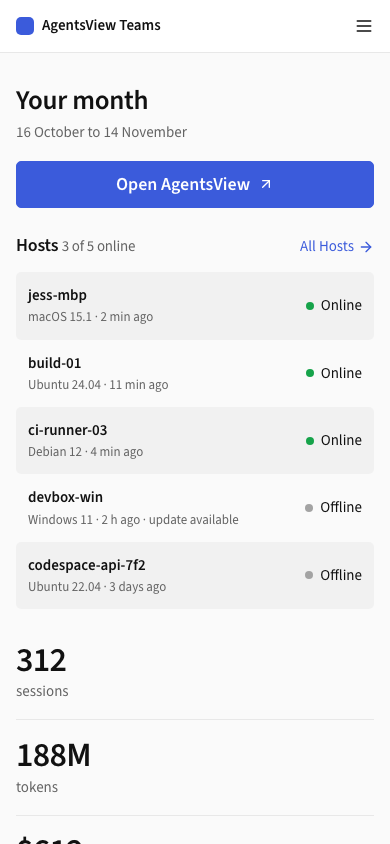 AgentsView Teams
Your month
16 October to 14 November
Open AgentsView
Hosts 3 of 5 online
All Hosts →
jess-mbp
macOS 15.1 · 2 min ago
Online
build-01
Ubuntu 24.04 · 11 min ago
Online
ci-runner-03
Debian 12 · 4 min ago
Online
devbox-win
Windows 11 · 2 h ago · update available
Offline
codespace-api-7f2
Ubuntu 22.04 · 3 days ago
Offline
312
sessions
188M
tokens